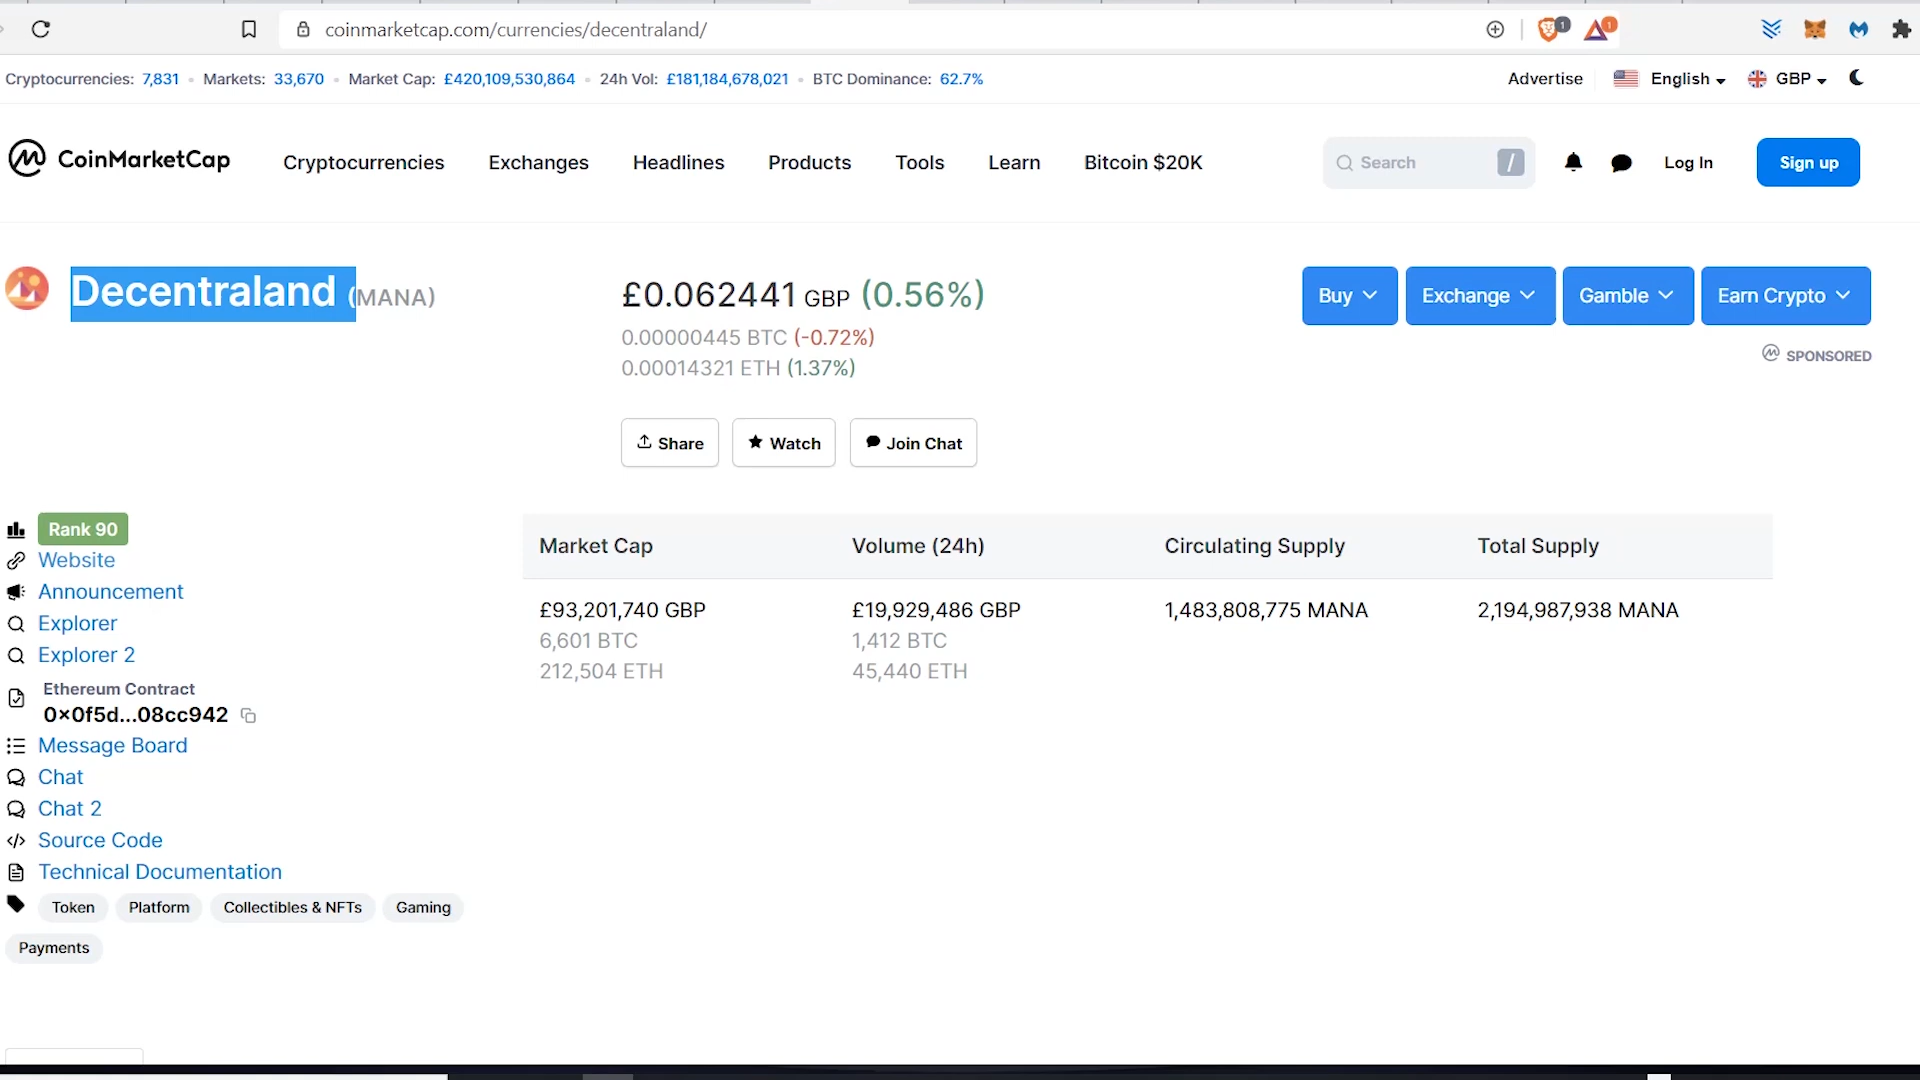 coinmarketcap.com/currencies/decentraland/
1
1
Cryptocurrencies: 7,831 Markets: 33,670 Market Cap: £420,109,530,864 24h Vol: £181,184,678,021 BTC Dominance: 62.7%
Advertise English GBP
CoinMarketCap Cryptocurrencies Exchanges Headlines Products Tools Learn Bitcoin $20K Search / Log In Sign up
Decentraland (MANA)
£0.062441 GBP (0.56%)
0.00000445 BTC (-0.72%)
0.00014321 ETH (1.37%)
Buy Exchange Gamble Earn Crypto
SPONSORED
Share Watch Join Chat
Rank 90
Website
Announcement
Explorer
Explorer 2
Ethereum Contract
0x0f5d...08cc942
Message Board
Chat
Chat 2
Source Code
Technical Documentation
Token Platform Collectibles & NFTs Gaming
Payments
Market Cap Volume (24h) Circulating Supply Total Supply
£93,201,740 GBP £19,929,486 GBP 1,483,808,775 MANA 2,194,987,938 MANA
6,601 BTC 1,412 BTC
212,504 ETH 45,440 ETH